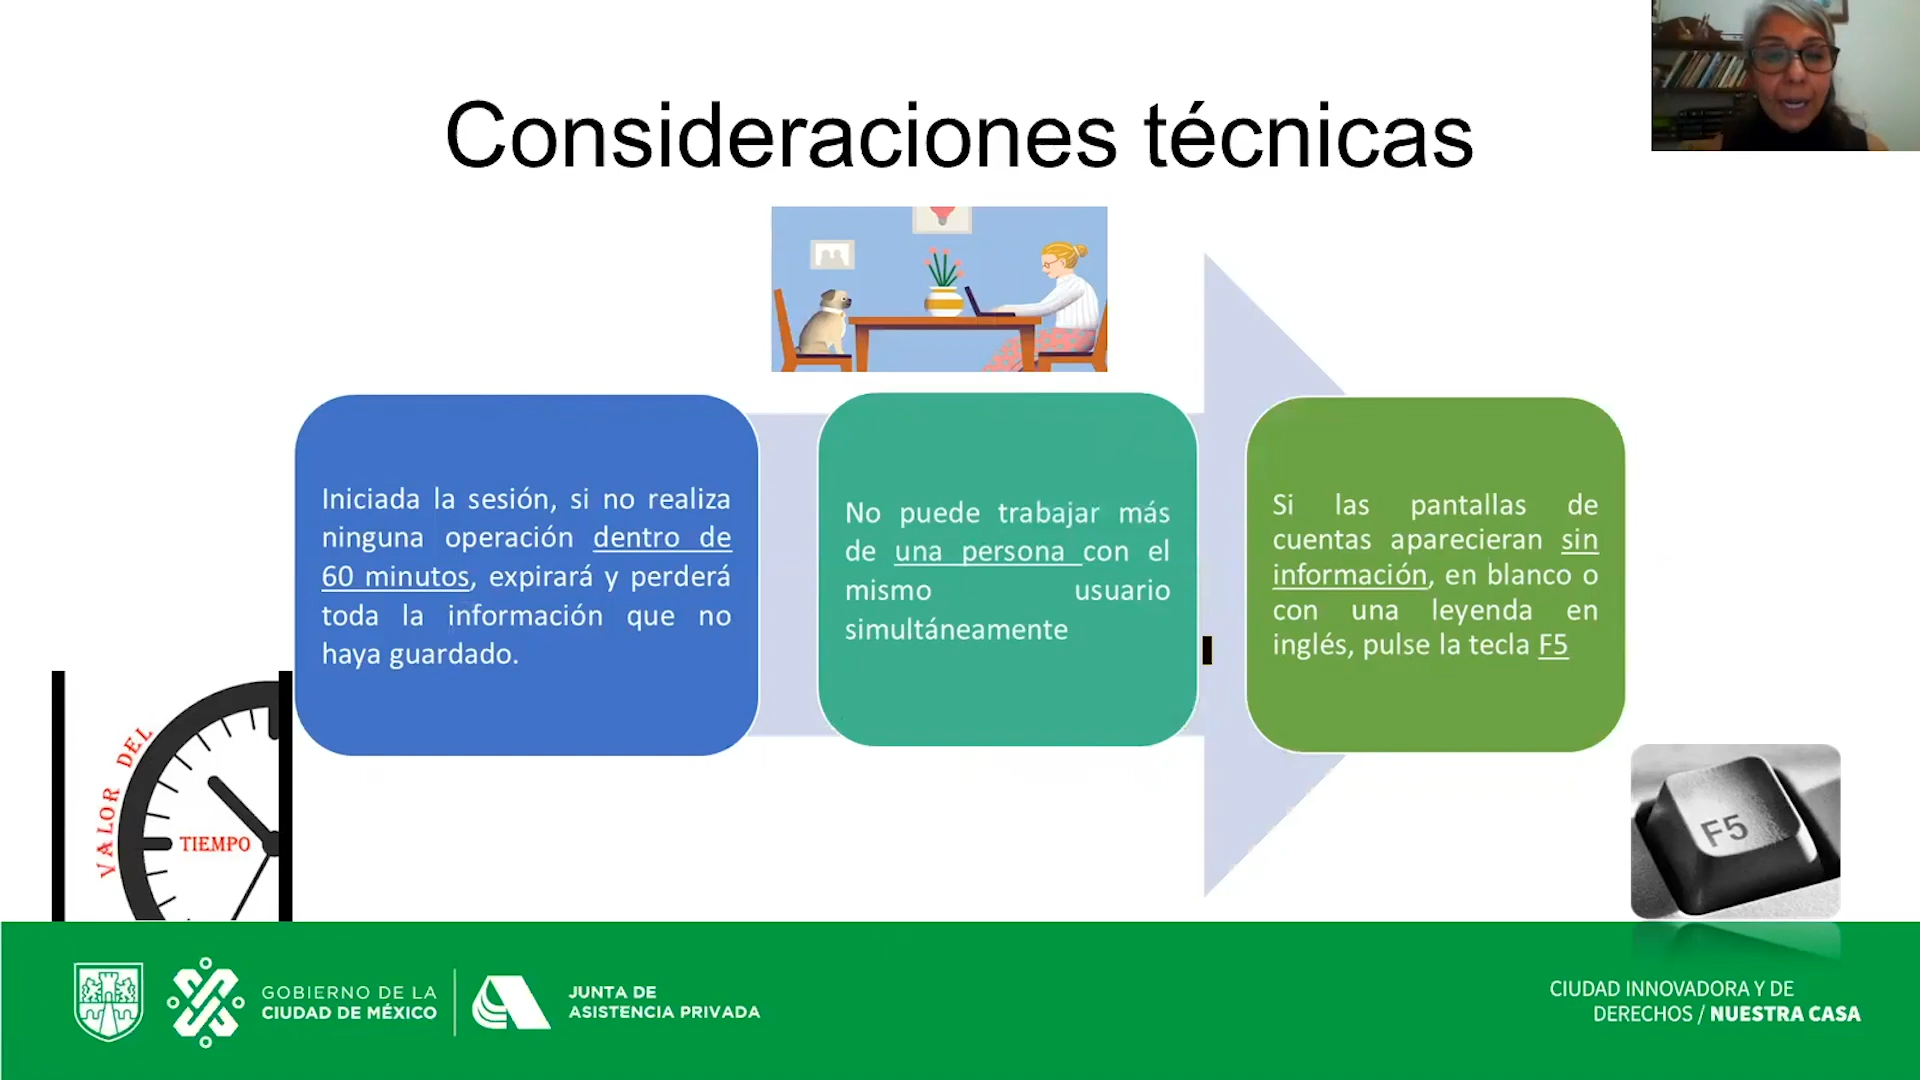 Consideraciones técnicas
Iniciada la sesión, si no realiza
ninguna operación dentro de
60 minutos, expirará y perderá
toda la información que no
haya guardado.
No puede trabajar más
de una persona con el
mismo usuario
simultáneamente
Si las pantallas de
cuentas aparecieran sin
información, en blanco o
con una leyenda en
inglés, pulse la tecla F5
VALOR DEL
TIEMPO
F5
GOBIERNO DE LA
CIUDAD DE MÉXICO
JUNTA DE
ASISTENCIA PRIVADA
CIUDAD INNOVADORA Y DE
DERECHOS / NUESTRA CASA